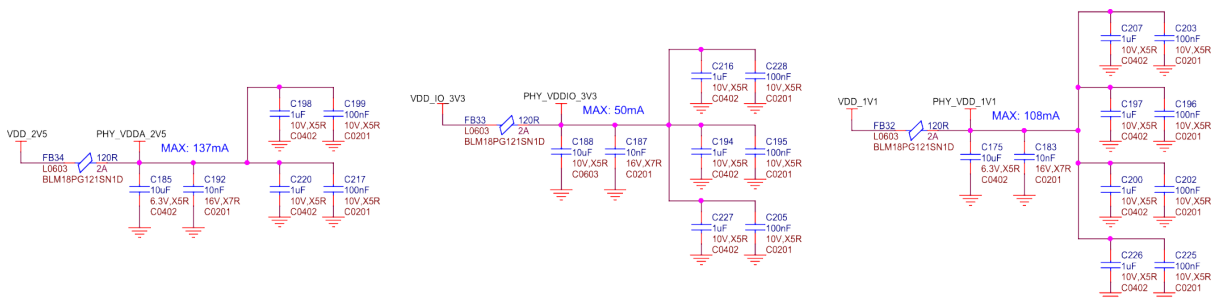 VDD_2V5
FB34
120R
L0603
2A
BLM18PG121SN1D
PHY_VDDA_2V5
MAX: 137mA
C185
10uF
6.3V,X5R
C0402
C192
10nF
16V,X7R
C0201
C198
1uF
10V,X5R
C0402
C199
100nF
10V,X5R
C0201
C220
1uF
10V,X5R
C0402
C217
100nF
10V,X5R
C0201
VDD_IO_3V3
FB33
120R
L0603
2A
BLM18PG121SN1D
PHY_VDDIO_3V3
MAX: 50mA
C188
10uF
10V,X5R
C0603
C187
10nF
16V,X7R
C0201
C216
1uF
10V,X5R
C0402
C228
100nF
10V,X5R
C0201
C194
1uF
10V,X5R
C0402
C195
100nF
10V,X5R
C0201
C227
1uF
10V,X5R
C0402
C205
100nF
10V,X5R
C0201
VDD_1V1
FB32
120R
L0603
2A
BLM18PG121SN1D
PHY_VDD_1V1
MAX: 108mA
C175
10uF
6.3V,X5R
C0402
C183
10nF
16V,X7R
C0201
C207
1uF
10V,X5R
C0402
C203
100nF
10V,X5R
C0201
C197
1uF
10V,X5R
C0402
C196
100nF
10V,X5R
C0201
C200
1uF
10V,X5R
C0402
C202
100nF
10V,X5R
C0201
C226
1uF
10V,X5R
C0402
C225
100nF
10V,X5R
C0201